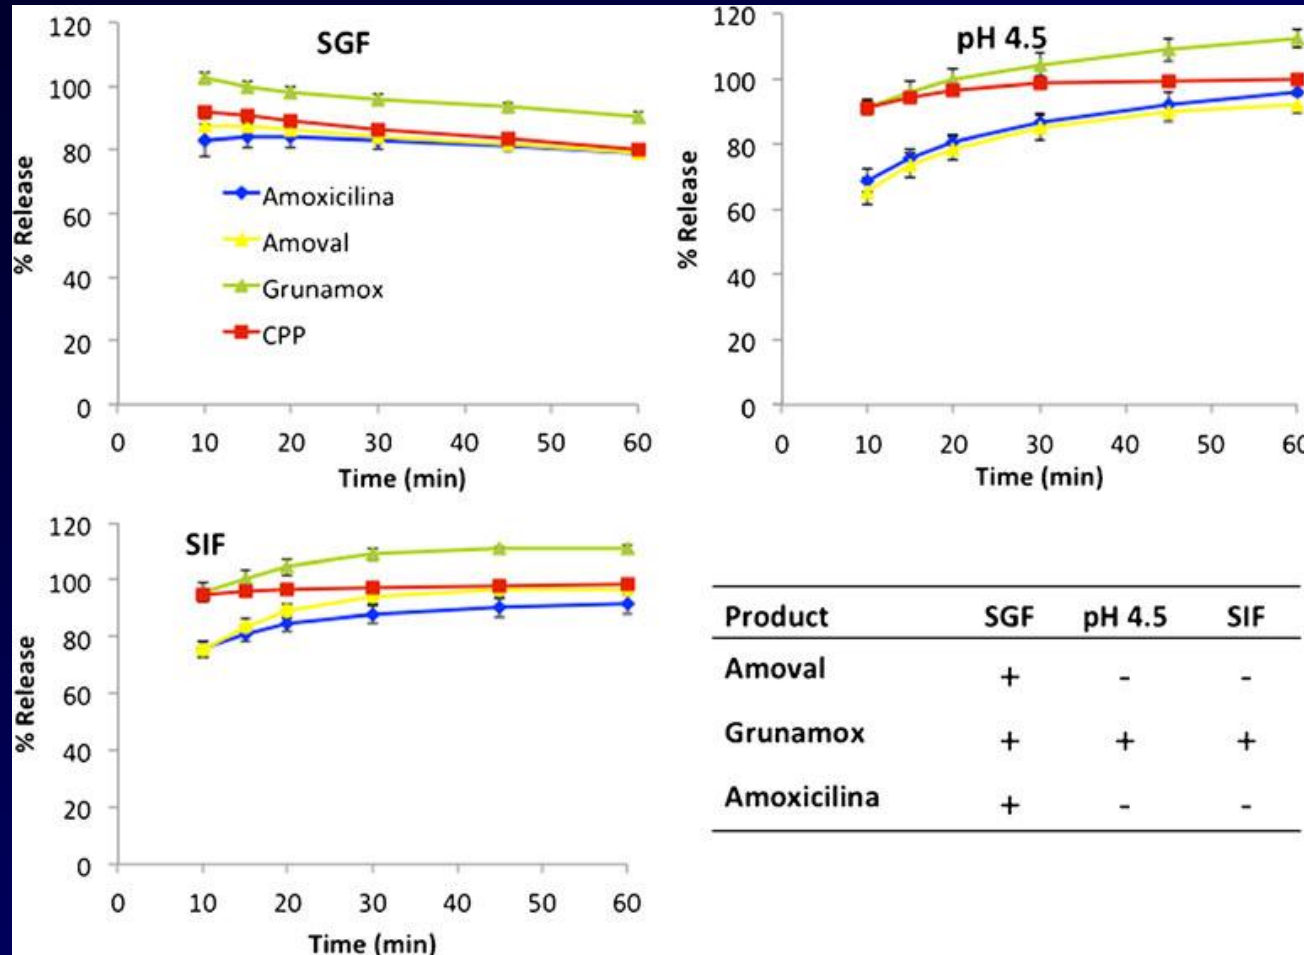 SGF
120
100
80
60
40
20
0
% Release
Amoxicilina
Amoval
Grunamox
CPP
0 10 20 30 40 50 60
Time (min)
pH 4.5
120
100
80
60
40
20
0
% Release
0 10 20 30 40 50 60
Time (min)
SIF
120
100
80
60
40
20
0
% Release
0 10 20 30 40 50 60
Time (min)
Product SGF pH 4.5 SIF
Amoval + - -
Grunamox + + +
Amoxicilina + - -